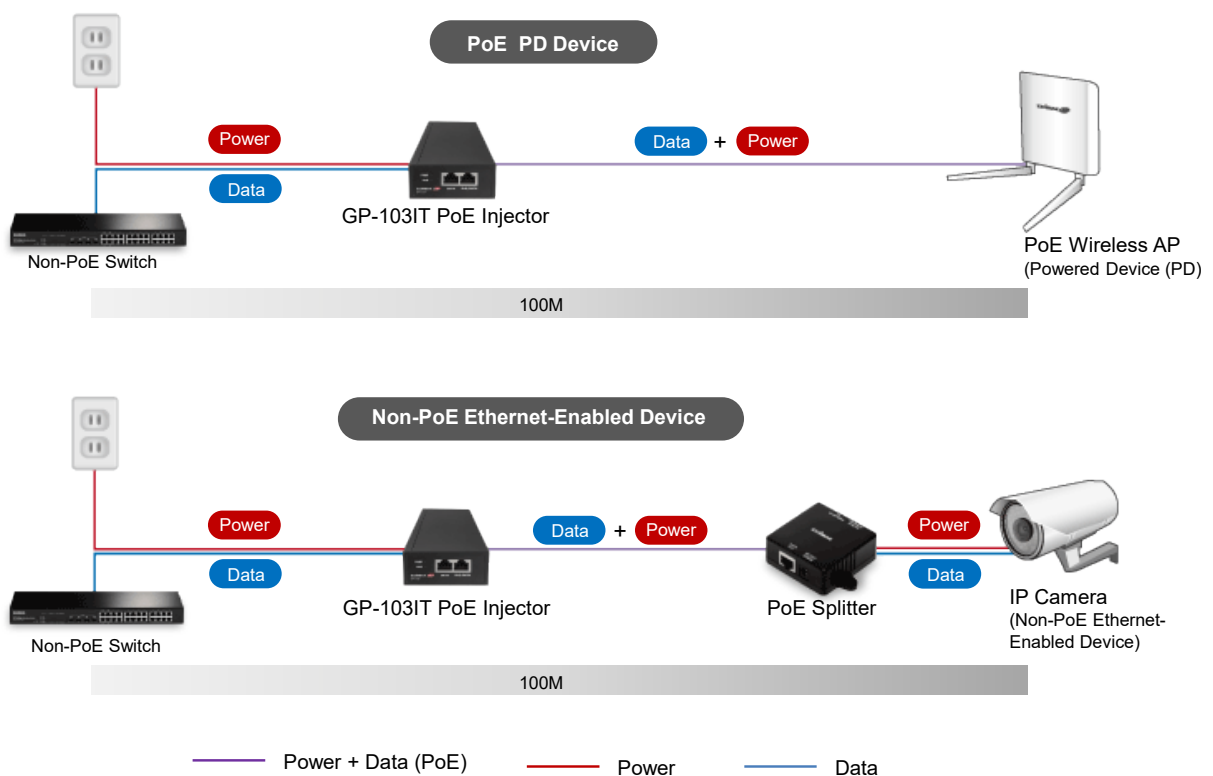 PoE  PD Device
Power
Data
Data + Power
GP-103IT PoE Injector
Non-PoE Switch
PoE Wireless AP
(Powered Device (PD)
100M
Non-PoE Ethernet-Enabled Device
Power
Data
Data + Power
Power
Data
GP-103IT PoE Injector
PoE Splitter
IP Camera
(Non-PoE Ethernet-
Enabled Device)
Non-PoE Switch
100M
Power + Data (PoE)
Power
Data